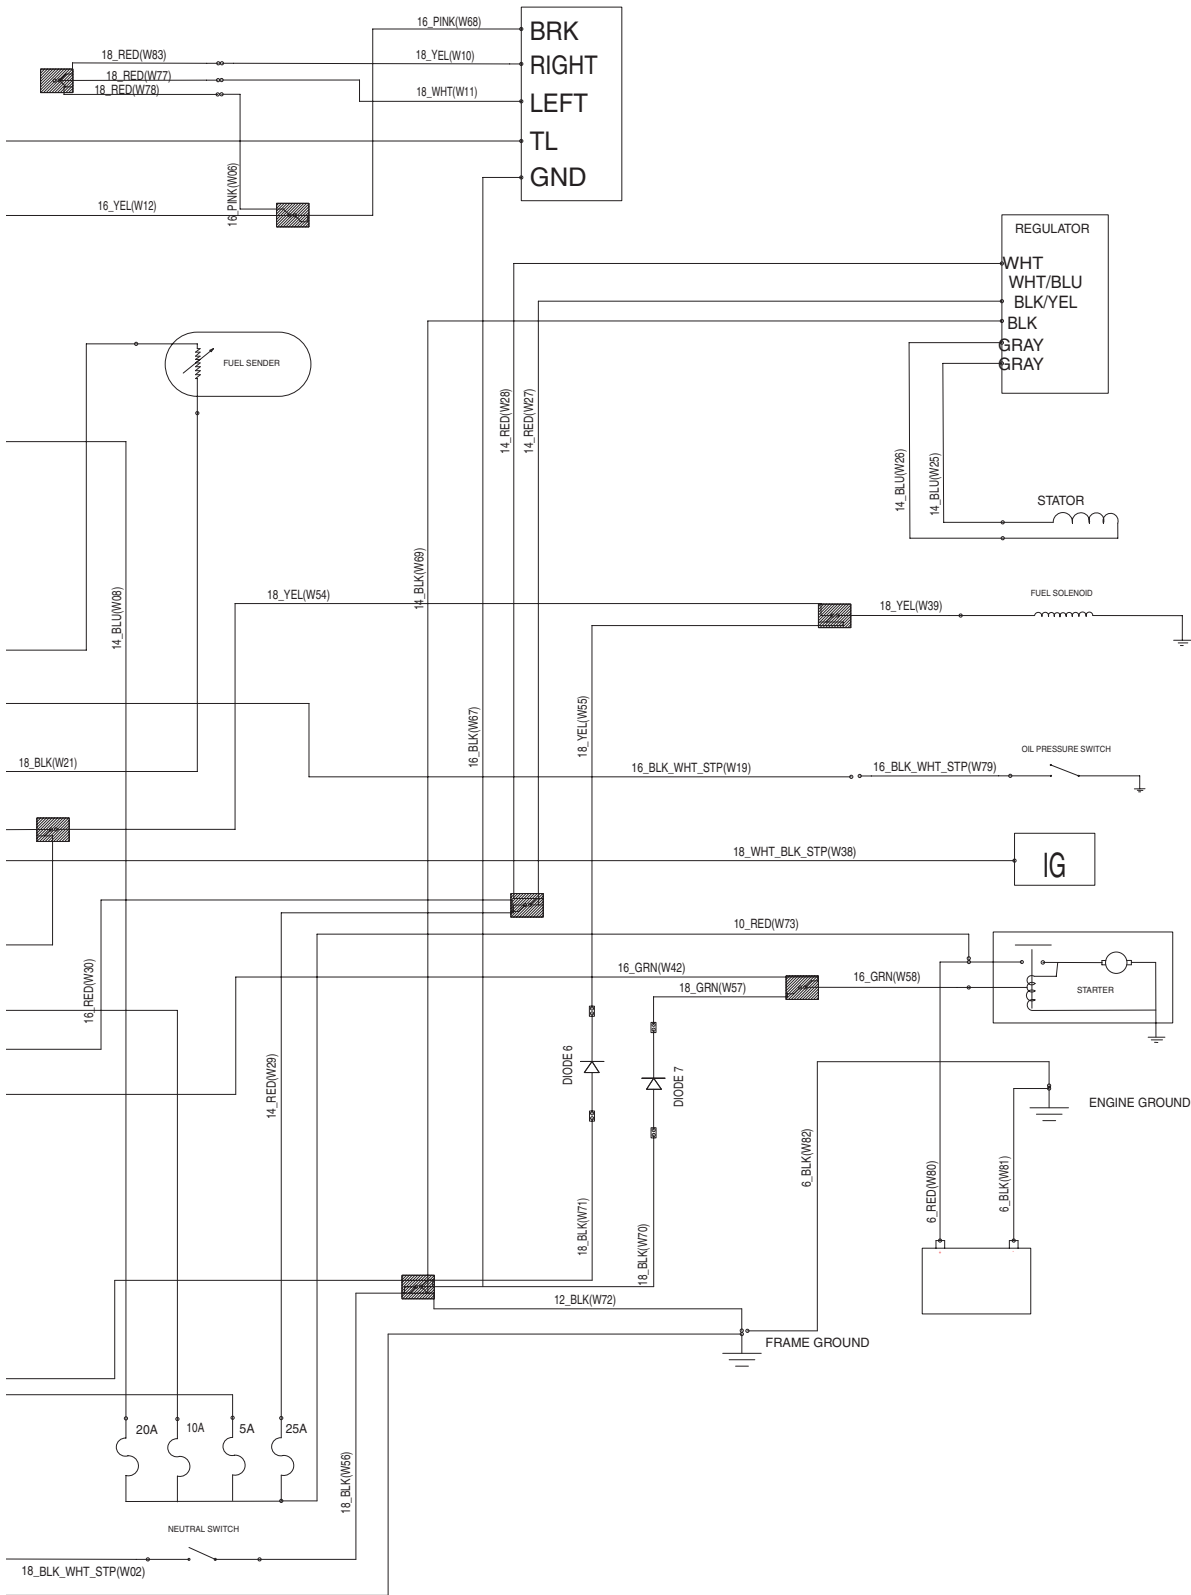 16_PINK(W68)
BRK
18_RED(W83)
18_YEL(W10)
RIGHT
18_RED(W77)
18_RED(W78)
18_WHT(W11)
LEFT
TL
16_PINK(W06)
GND
16_YEL(W12)
REGULATOR
WHT
WHT/BLU
BLK/YEL
BLK
GRAY
GRAY
FUEL SENDER
14_RED(W28)
14_RED(W27)
14_BLU(W26)
14_BLU(W25)
STATOR
14_BLU(W08)
14_BLK(W69)
18_YEL(W54)
18_YEL(W39)
FUEL SOLENOID
16_BLK(W67)
18_YEL(W55)
18_BLK(W21)
16_BLK_WHT_STP(W19)
16_BLK_WHT_STP(W79)
OIL PRESSURE SWITCH
18_WHT_BLK_STP(W38)
IG
10_RED(W73)
16_RED(W30)
16_GRN(W42)
18_GRN(W57)
16_GRN(W58)
STARTER
14_RED(W29)
DIODE 6
DIODE 7
ENGINE GROUND
6_BLK(W82)
6_RED(W80)
6_BLK(W81)
18_BLK(W71)
18_BLK(W70)
12_BLK(W72)
FRAME GROUND
20A
10A
5A
25A
18_BLK(W56)
NEUTRAL SWITCH
18_BLK_WHT_STP(W02)